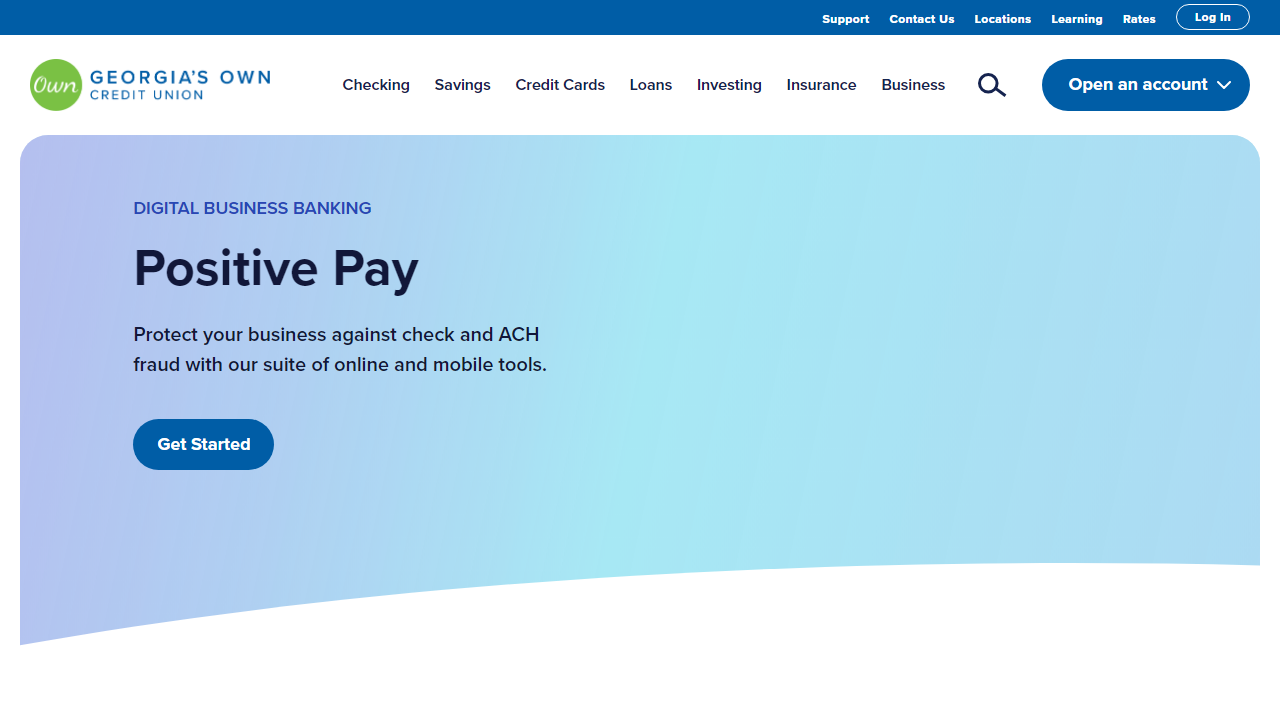 Support Contact Us Locations Learning Rates Log In
Own GEORGIA'S OWN
CREDIT UNION
Checking Savings Credit Cards Loans Investing Insurance Business Open an account
DIGITAL BUSINESS BANKING
Positive Pay
Protect your business against check and ACH
fraud with our suite of online and mobile tools.
Get Started